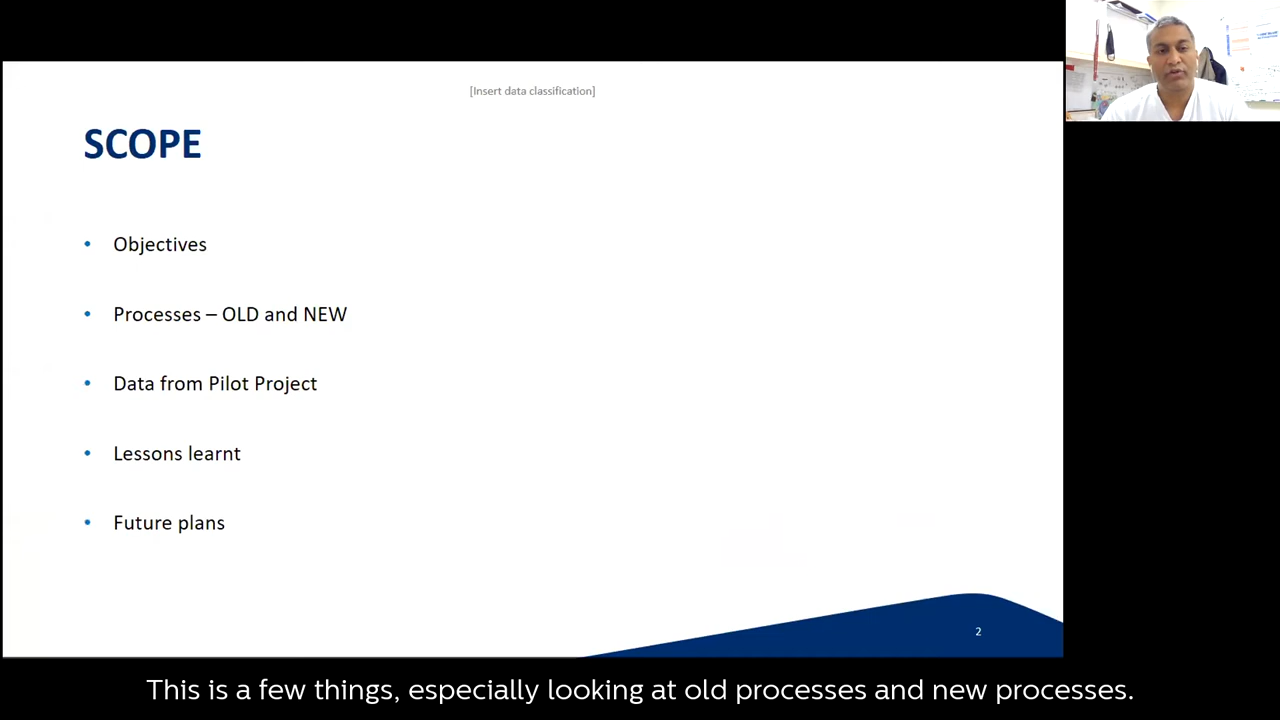 [Insert data classification]
SCOPE
• Objectives
• Processes – OLD and NEW
• Data from Pilot Project
• Lessons learnt
• Future plans
2
This is a few things, especially looking at old processes and new processes.